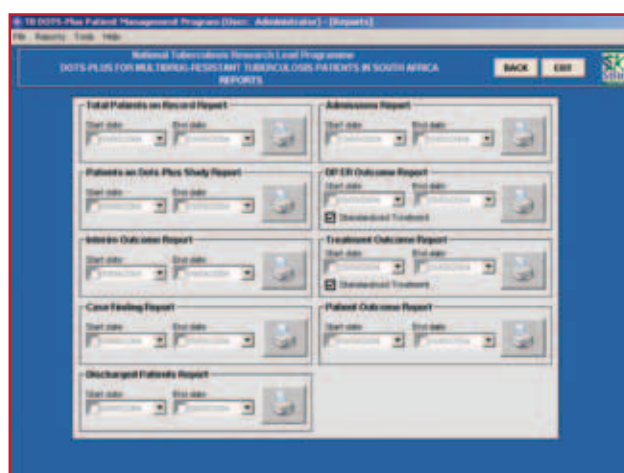 TB DOTS-Plus Patient Management Program (User: Administrator) - [Reports]
File Reports Tools Help
National Tuberculosis Research Lead Programme
DOTS-PLUS FOR MULTIDRUG-RESISTANT TUBERCULOSIS PATIENTS IN SOUTH AFRICA
REPORTS
BACK EXIT
Total Patients on Record Report
Start date End date
Admissions Report
Start date End date
Patients on Dots-Plus Study Report
Start date End date
Start date End date
Standardised Treatment
Interim Outcome Report
Start date End date
Treatment Outcome Report
Start date End date
Standardised Treatment
Case Finding Report
Start date End date
Patient Outcome Report
Start date End date
Discharged Patients Report
Start date End date